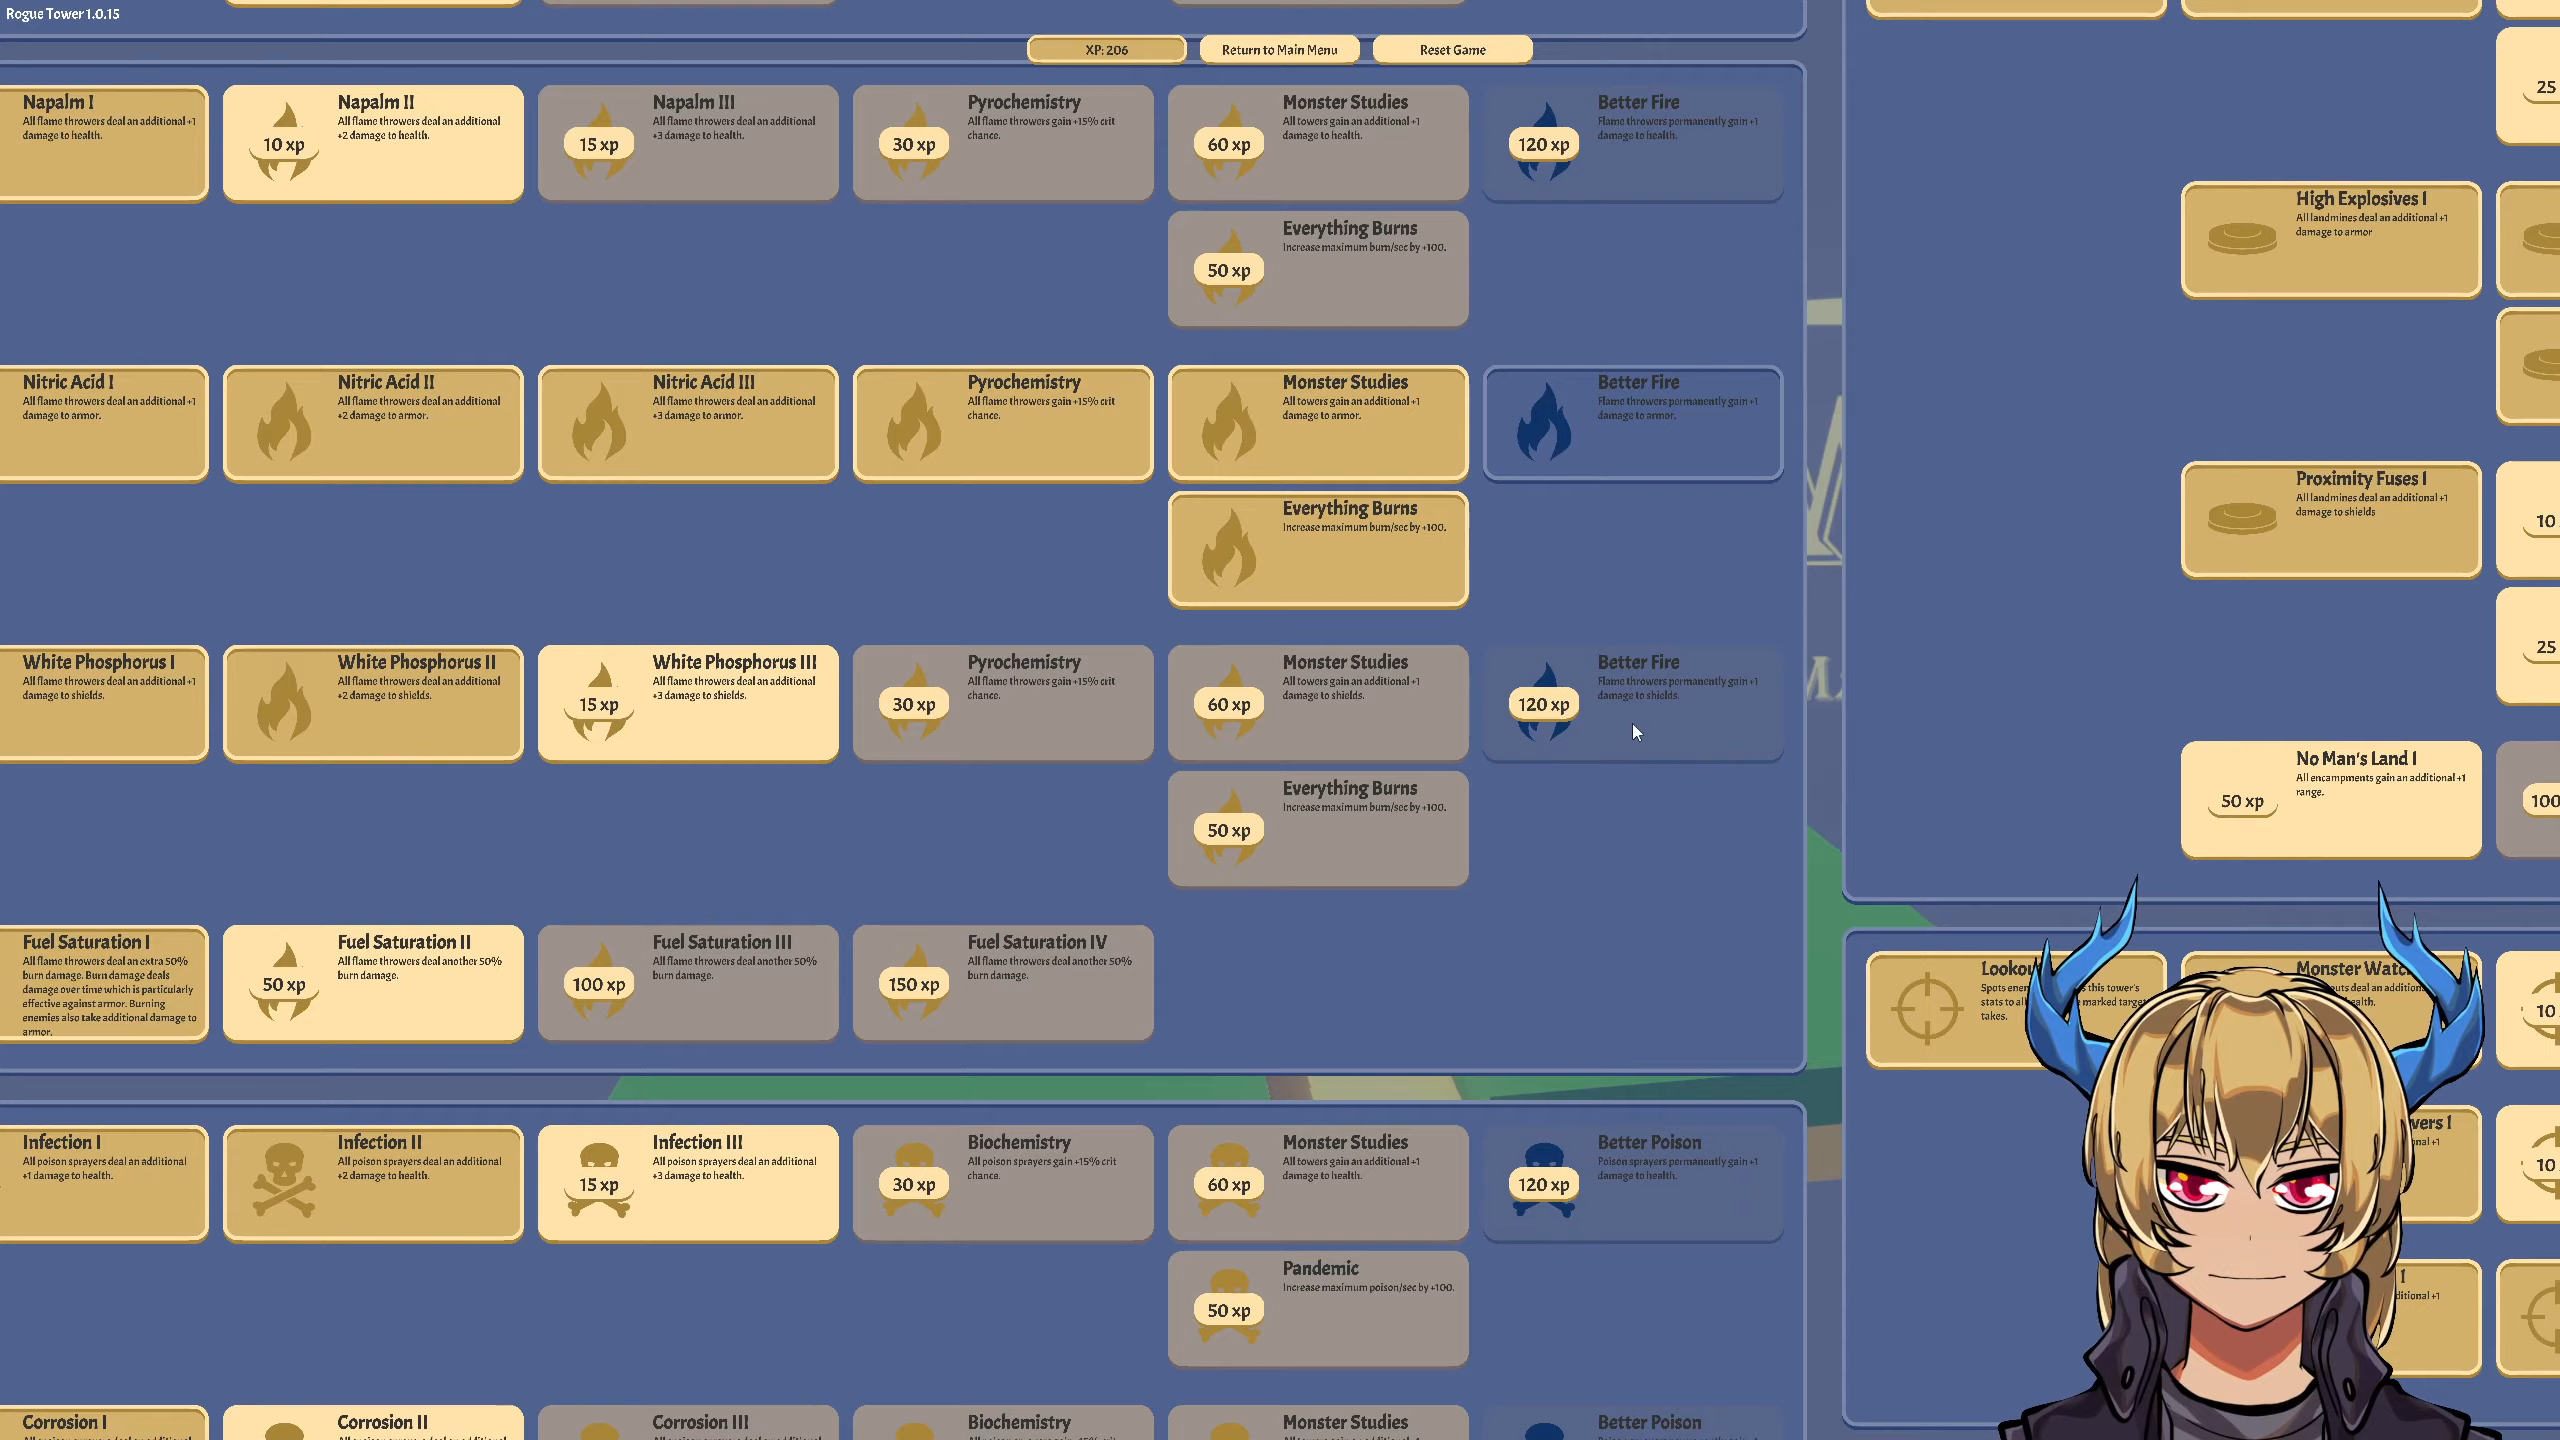 Rogue Tower 1.0.15
XP: 206
Return to Main Menu
Reset Game
Napalm I
All flame throwers deal an additional +1
damage to health.
10 xp
Napalm II
All flame throwers deal an additional
+2 damage to health.
15 xp
Napalm III
All flame throwers deal an additional
+3 damage to health.
30 xp
Pyrochemistry
All flame throwers gain +15% crit
chance.
60 xp
Monster Studies
All towers gain an additional +1
damage to health.
120 xp
Better Fire
Flame throwers permanently gain +1
damage to health.
50 xp
Everything Burns
Increase maximum burn/sec by +100.
Nitric Acid I
All flame throwers deal an additional +1
damage to armor.
Nitric Acid II
All flame throwers deal an additional
+2 damage to armor.
Nitric Acid III
All flame throwers deal an additional
+3 damage to armor.
Pyrochemistry
All flame throwers gain +15% crit
chance.
Monster Studies
All towers gain an additional +1
damage to armor.
Better Fire
Flame throwers permanently gain +1
damage to armor.
Everything Burns
Increase maximum burn/sec by +100.
White Phosphorus I
All flame throwers deal an additional +1
damage to shields.
White Phosphorus II
All flame throwers deal an additional
+2 damage to shields.
15 xp
White Phosphorus III
All flame throwers deal an additional
+3 damage to shields.
30 xp
Pyrochemistry
All flame throwers gain +15% crit
chance.
60 xp
Monster Studies
All towers gain an additional +1
damage to shields.
120 xp
Better Fire
Flame throwers permanently gain +1
damage to shields.
50 xp
Everything Burns
Increase maximum burn/sec by +100.
Fuel Saturation I
All flame throwers deal an extra 50%
burn damage. Burn damage deals
damage over time which is particularly
effective against armor. Burning
enemies also take additional damage to
armor.
50 xp
Fuel Saturation II
All flame throwers deal another 50%
burn damage.
100 xp
Fuel Saturation III
All flame throwers deal another 50%
burn damage.
150 xp
Fuel Saturation IV
All flame throwers deal another 50%
burn damage.
Infection I
All poison sprayers deal an additional
+1 damage to health.
Infection II
All poison sprayers deal an additional
+2 damage to health.
15 xp
Infection III
All poison sprayers deal an additional
+3 damage to health.
30 xp
Biochemistry
All poison sprayers gain +15% crit
chance.
60 xp
Monster Studies
All towers gain an additional +1
damage to health.
120 xp
Better Poison
Poison sprayers permanently gain +1
damage to health.
50 xp
Pandemic
Increase maximum poison/sec by +100.
Corrosion I
Corrosion II
Corrosion III
Biochemistry
Monster Studies
Better Poison
25
High Explosives I
All landmines deal an additional +1
damage to armor
Proximity Fuses I
All landmines deal an additional +1
damage to shields
10
25
50 xp
No Man's Land I
All encampments gain an additional +1
range.
100
Spots
this tower's
stats to
marked
takes.
Monster
deal an
10
10